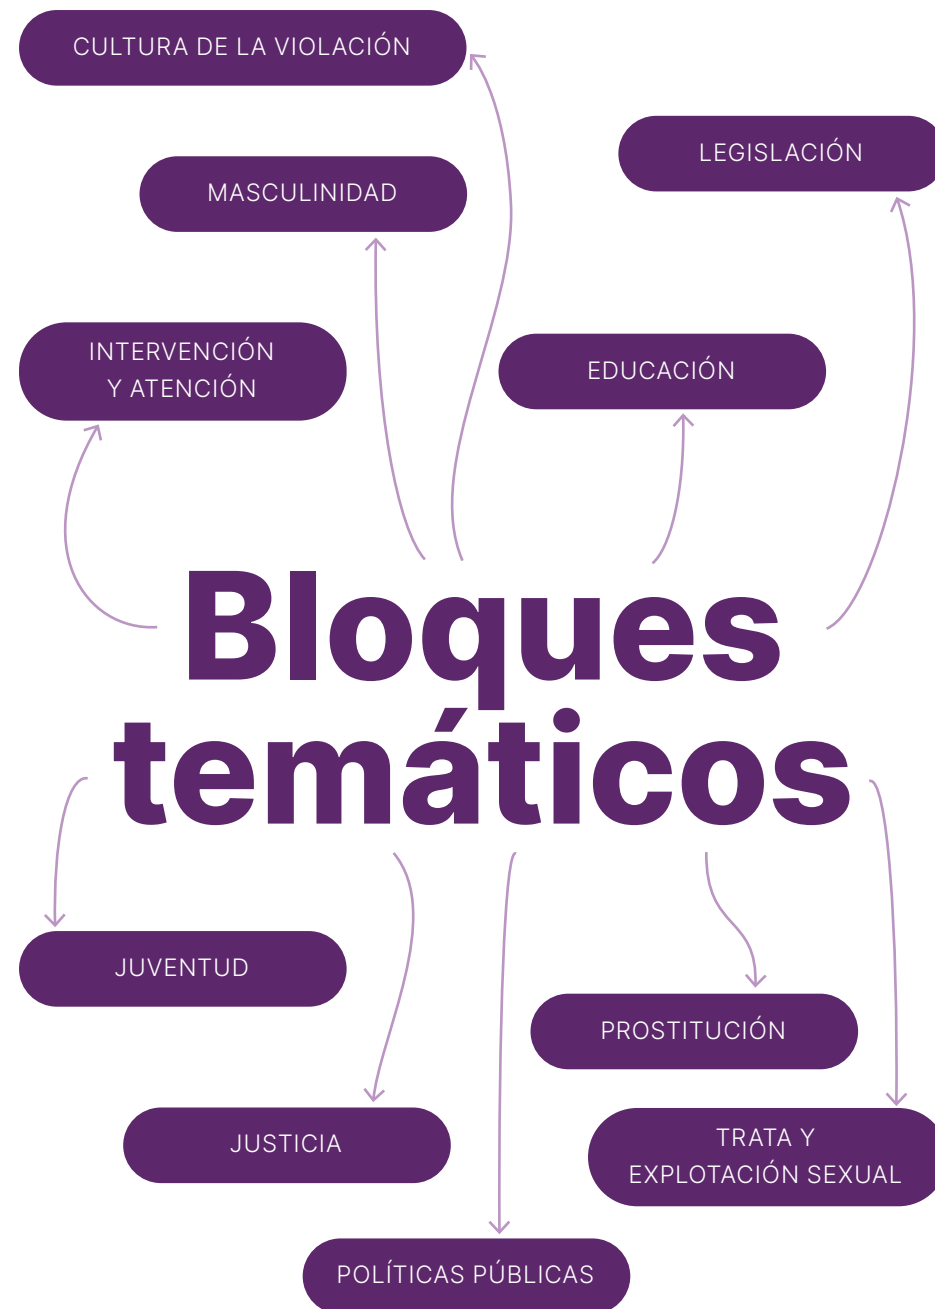 CULTURA DE LA VIOLACIÓN
LEGISLACIÓN
MASCULINIDAD
INTERVENCIÓN
Y ATENCIÓN
EDUCACIÓN
Bloques
temáticos
JUVENTUD
PROSTITUCIÓN
JUSTICIA
TRATA Y
EXPLOTACIÓN SEXUAL
POLÍTICAS PÚBLICAS